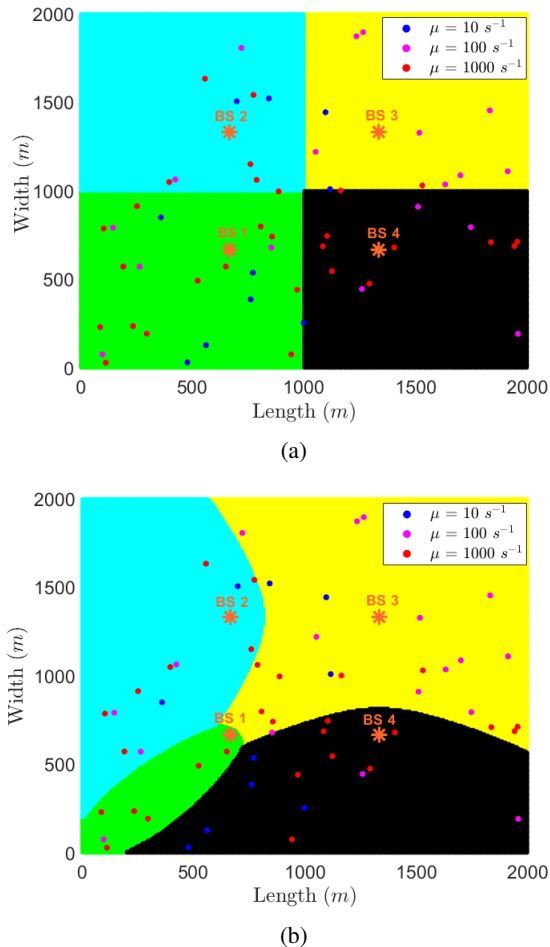 2000
1500
1000
500
0
Width (m)
μ = 10 s⁻¹
μ = 100 s⁻¹
μ = 1000 s⁻¹
BS 2
BS 3
BS 1
BS 4
0 500 1000 1500 2000
Length (m)
(a)
2000
1500
1000
500
0
Width (m)
μ = 10 s⁻¹
μ = 100 s⁻¹
μ = 1000 s⁻¹
BS 2
BS 3
BS 1
BS 4
0 500 1000 1500 2000
Length (m)
(b)